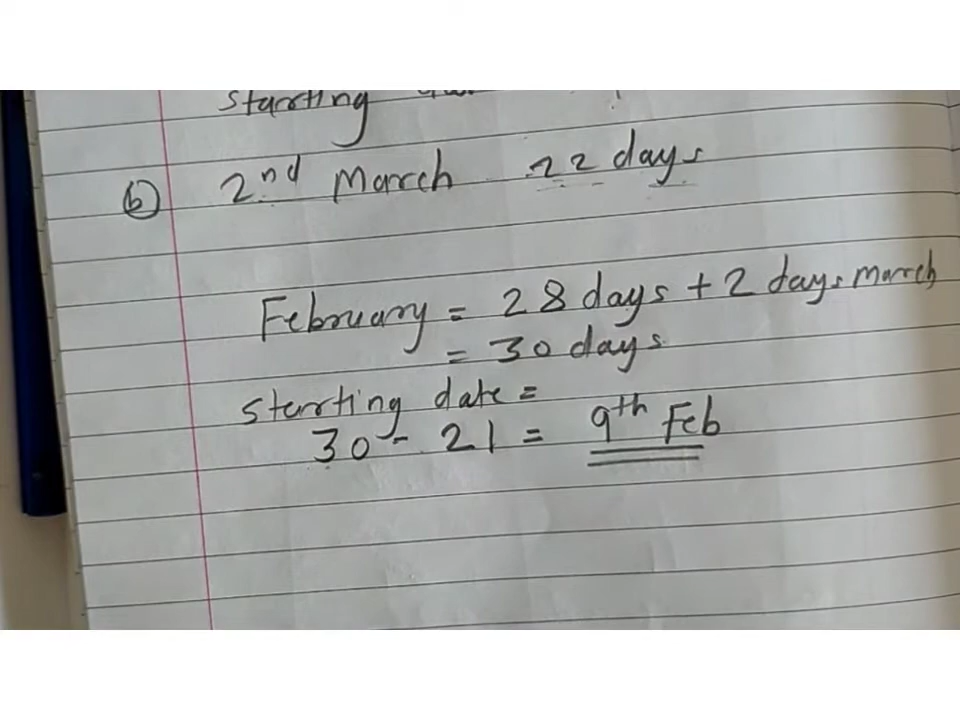 starting
b) 2nd March 22 days
February = 28 days + 2 days March
= 30 days
starting date =
30 - 21 = 9th Feb